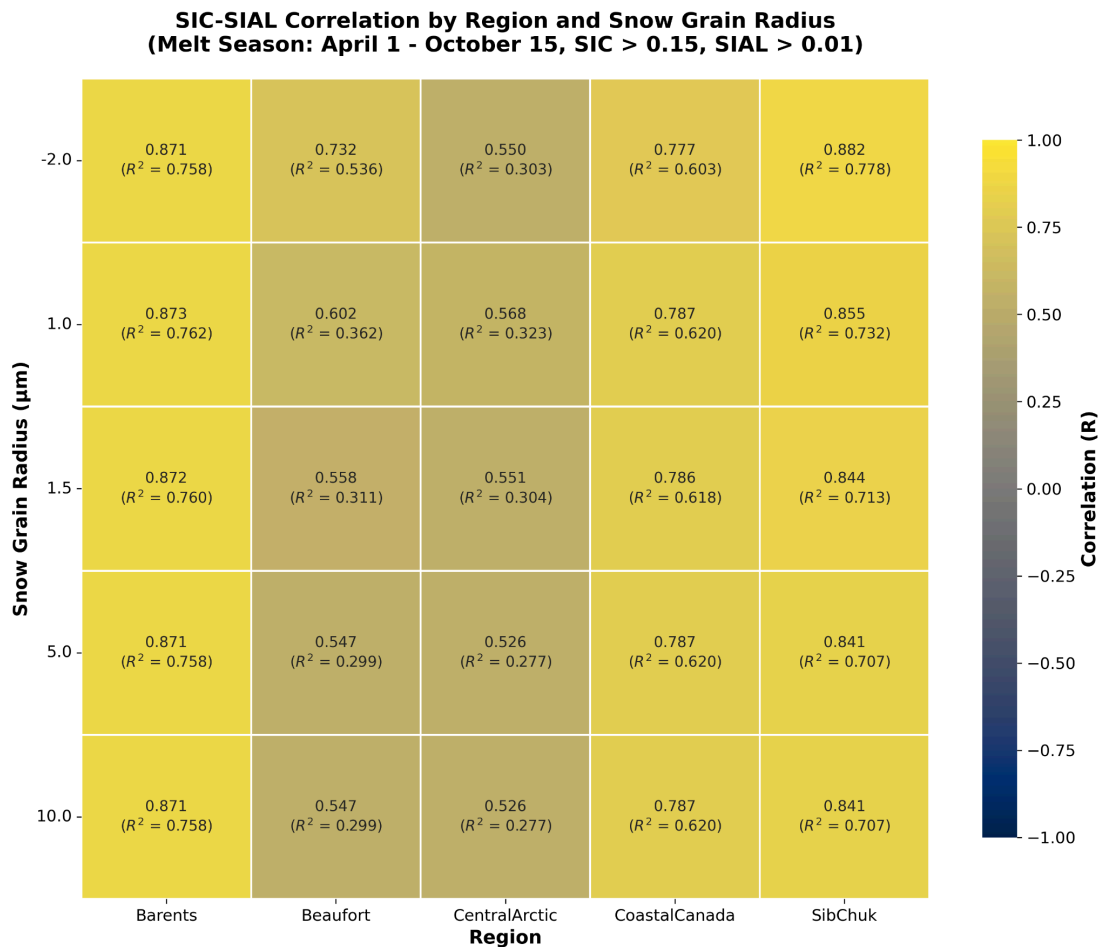 SIC-SIAL Correlation by Region and Snow Grain Radius
(Melt Season: April 1 - October 15, SIC > 0.15, SIAL > 0.01)
Snow Grain Radius (μm)
-2.0
0.871
(R² = 0.758)
0.732
(R² = 0.536)
0.550
(R² = 0.303)
0.777
(R² = 0.603)
0.882
(R² = 0.778)
1.0
0.873
(R² = 0.762)
0.602
(R² = 0.362)
0.568
(R² = 0.323)
0.787
(R² = 0.620)
0.855
(R² = 0.732)
1.5
0.872
(R² = 0.760)
0.558
(R² = 0.311)
0.551
(R² = 0.304)
0.786
(R² = 0.618)
0.844
(R² = 0.713)
5.0
0.871
(R² = 0.758)
0.547
(R² = 0.299)
0.526
(R² = 0.277)
0.787
(R² = 0.620)
0.841
(R² = 0.707)
10.0
0.871
(R² = 0.758)
0.547
(R² = 0.299)
0.526
(R² = 0.277)
0.787
(R² = 0.620)
0.841
(R² = 0.707)
Barents
Beaufort
CentralArctic
CoastalCanada
SibChuk
Region
1.00
0.75
0.50
0.25
0.00
−0.25
−0.50
−0.75
−1.00
Correlation (R)